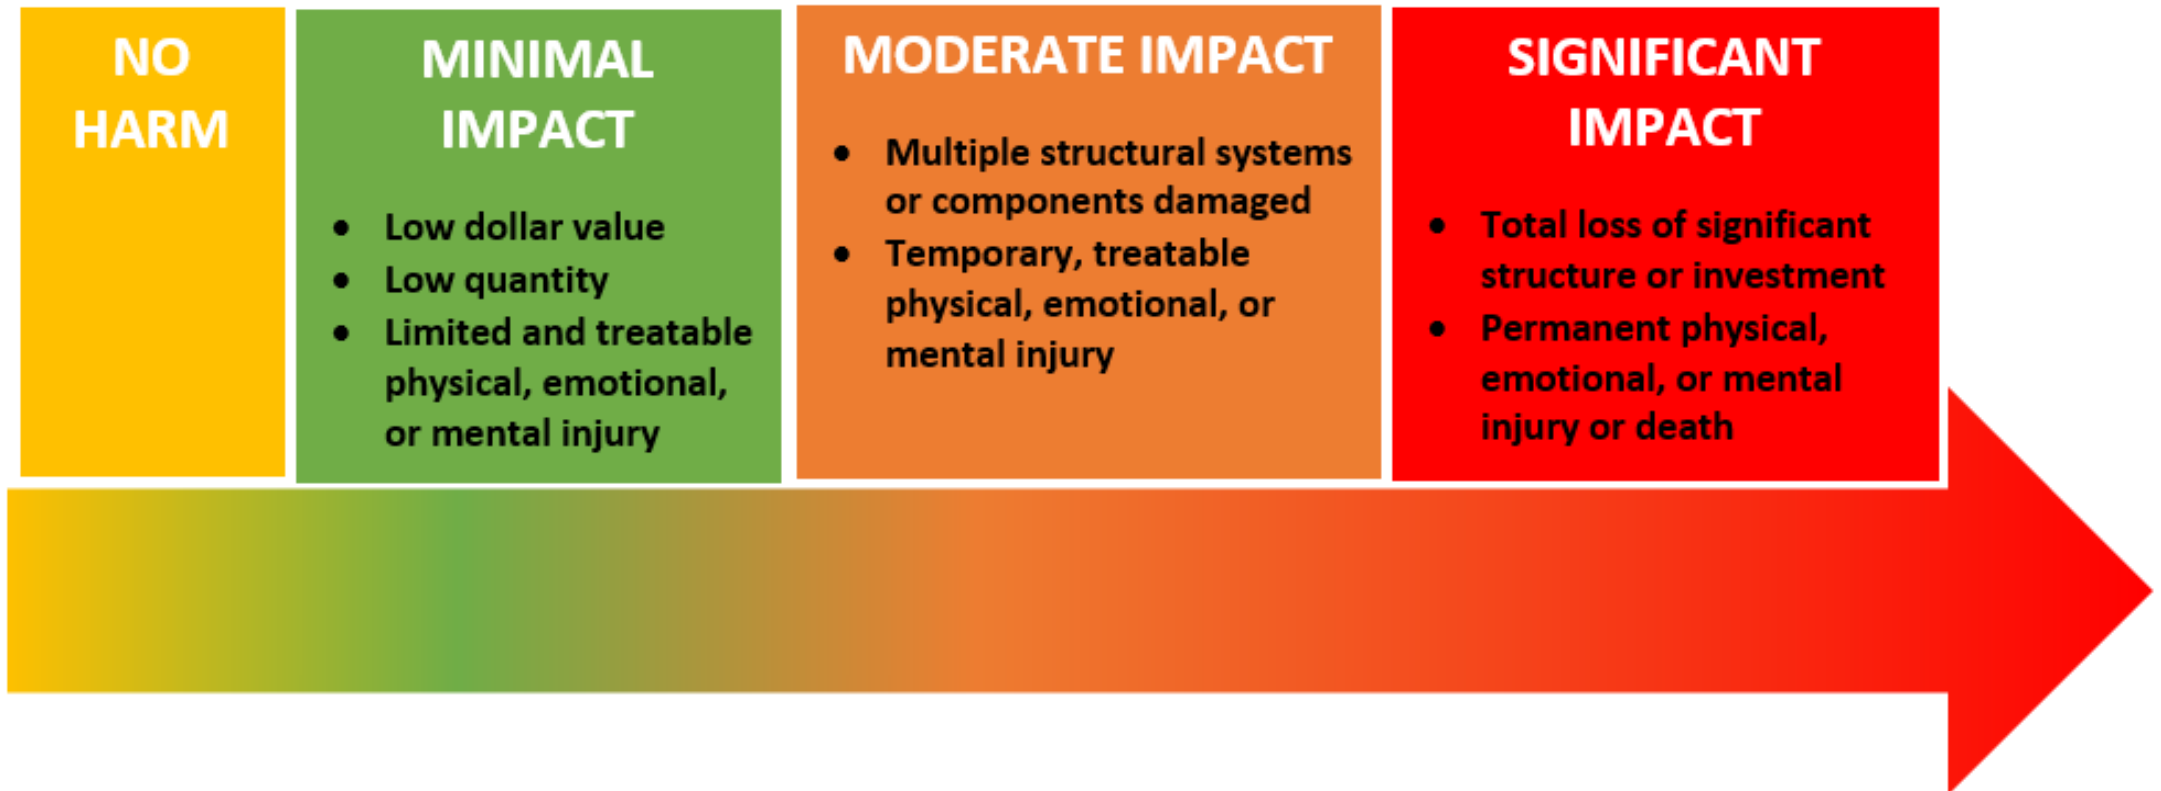 NO
HARM
MINIMAL
IMPACT
• Low dollar value
• Low quantity
• Limited and treatable
physical, emotional,
or mental injury
MODERATE IMPACT
• Multiple structural systems
or components damaged
• Temporary, treatable
physical, emotional, or
mental injury
SIGNIFICANT
IMPACT
• Total loss of significant
structure or investment
• Permanent physical,
emotional, or mental
injury or death